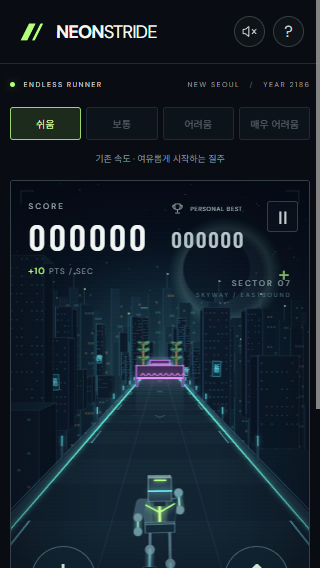 NEONSTRIDE
?
ENDLESS RUNNER
NEW SEOUL / YEAR 2186
쉬움
보통
어려움
매우 어려움
기존 속도 · 여유롭게 시작하는 질주
SCORE
PERSONAL BEST
000000
000000
+10 PTS / SEC
SECTOR 07
SKYWAY / EASTBOUND